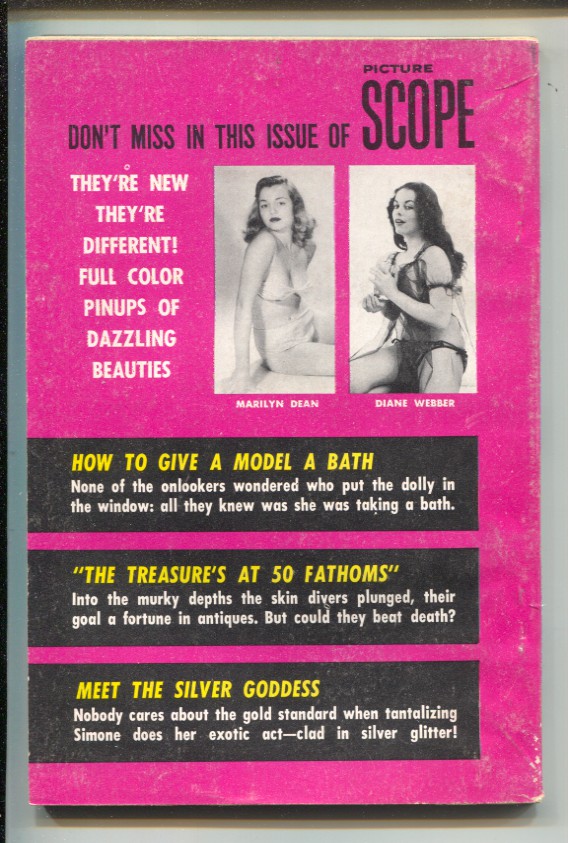 PICTURE
DON'T MISS IN THIS ISSUE OF SCOPE
THEY'RE NEW
THEY'RE
DIFFERENT!
FULL COLOR
PINUPS OF
DAZZLING
BEAUTIES
MARILYN DEAN
DIANE WEBBER
HOW TO GIVE A MODEL A BATH
None of the onlookers wondered who put the dolly in
the window: all they knew was she was taking a bath.
"THE TREASURE'S AT 50 FATHOMS"
Into the murky depths the skin divers plunged, their
goal a fortune in antiques. But could they beat death?
MEET THE SILVER GODDESS
Nobody cares about the gold standard when tantalizing
Simone does her exotic act—clad in silver glitter!